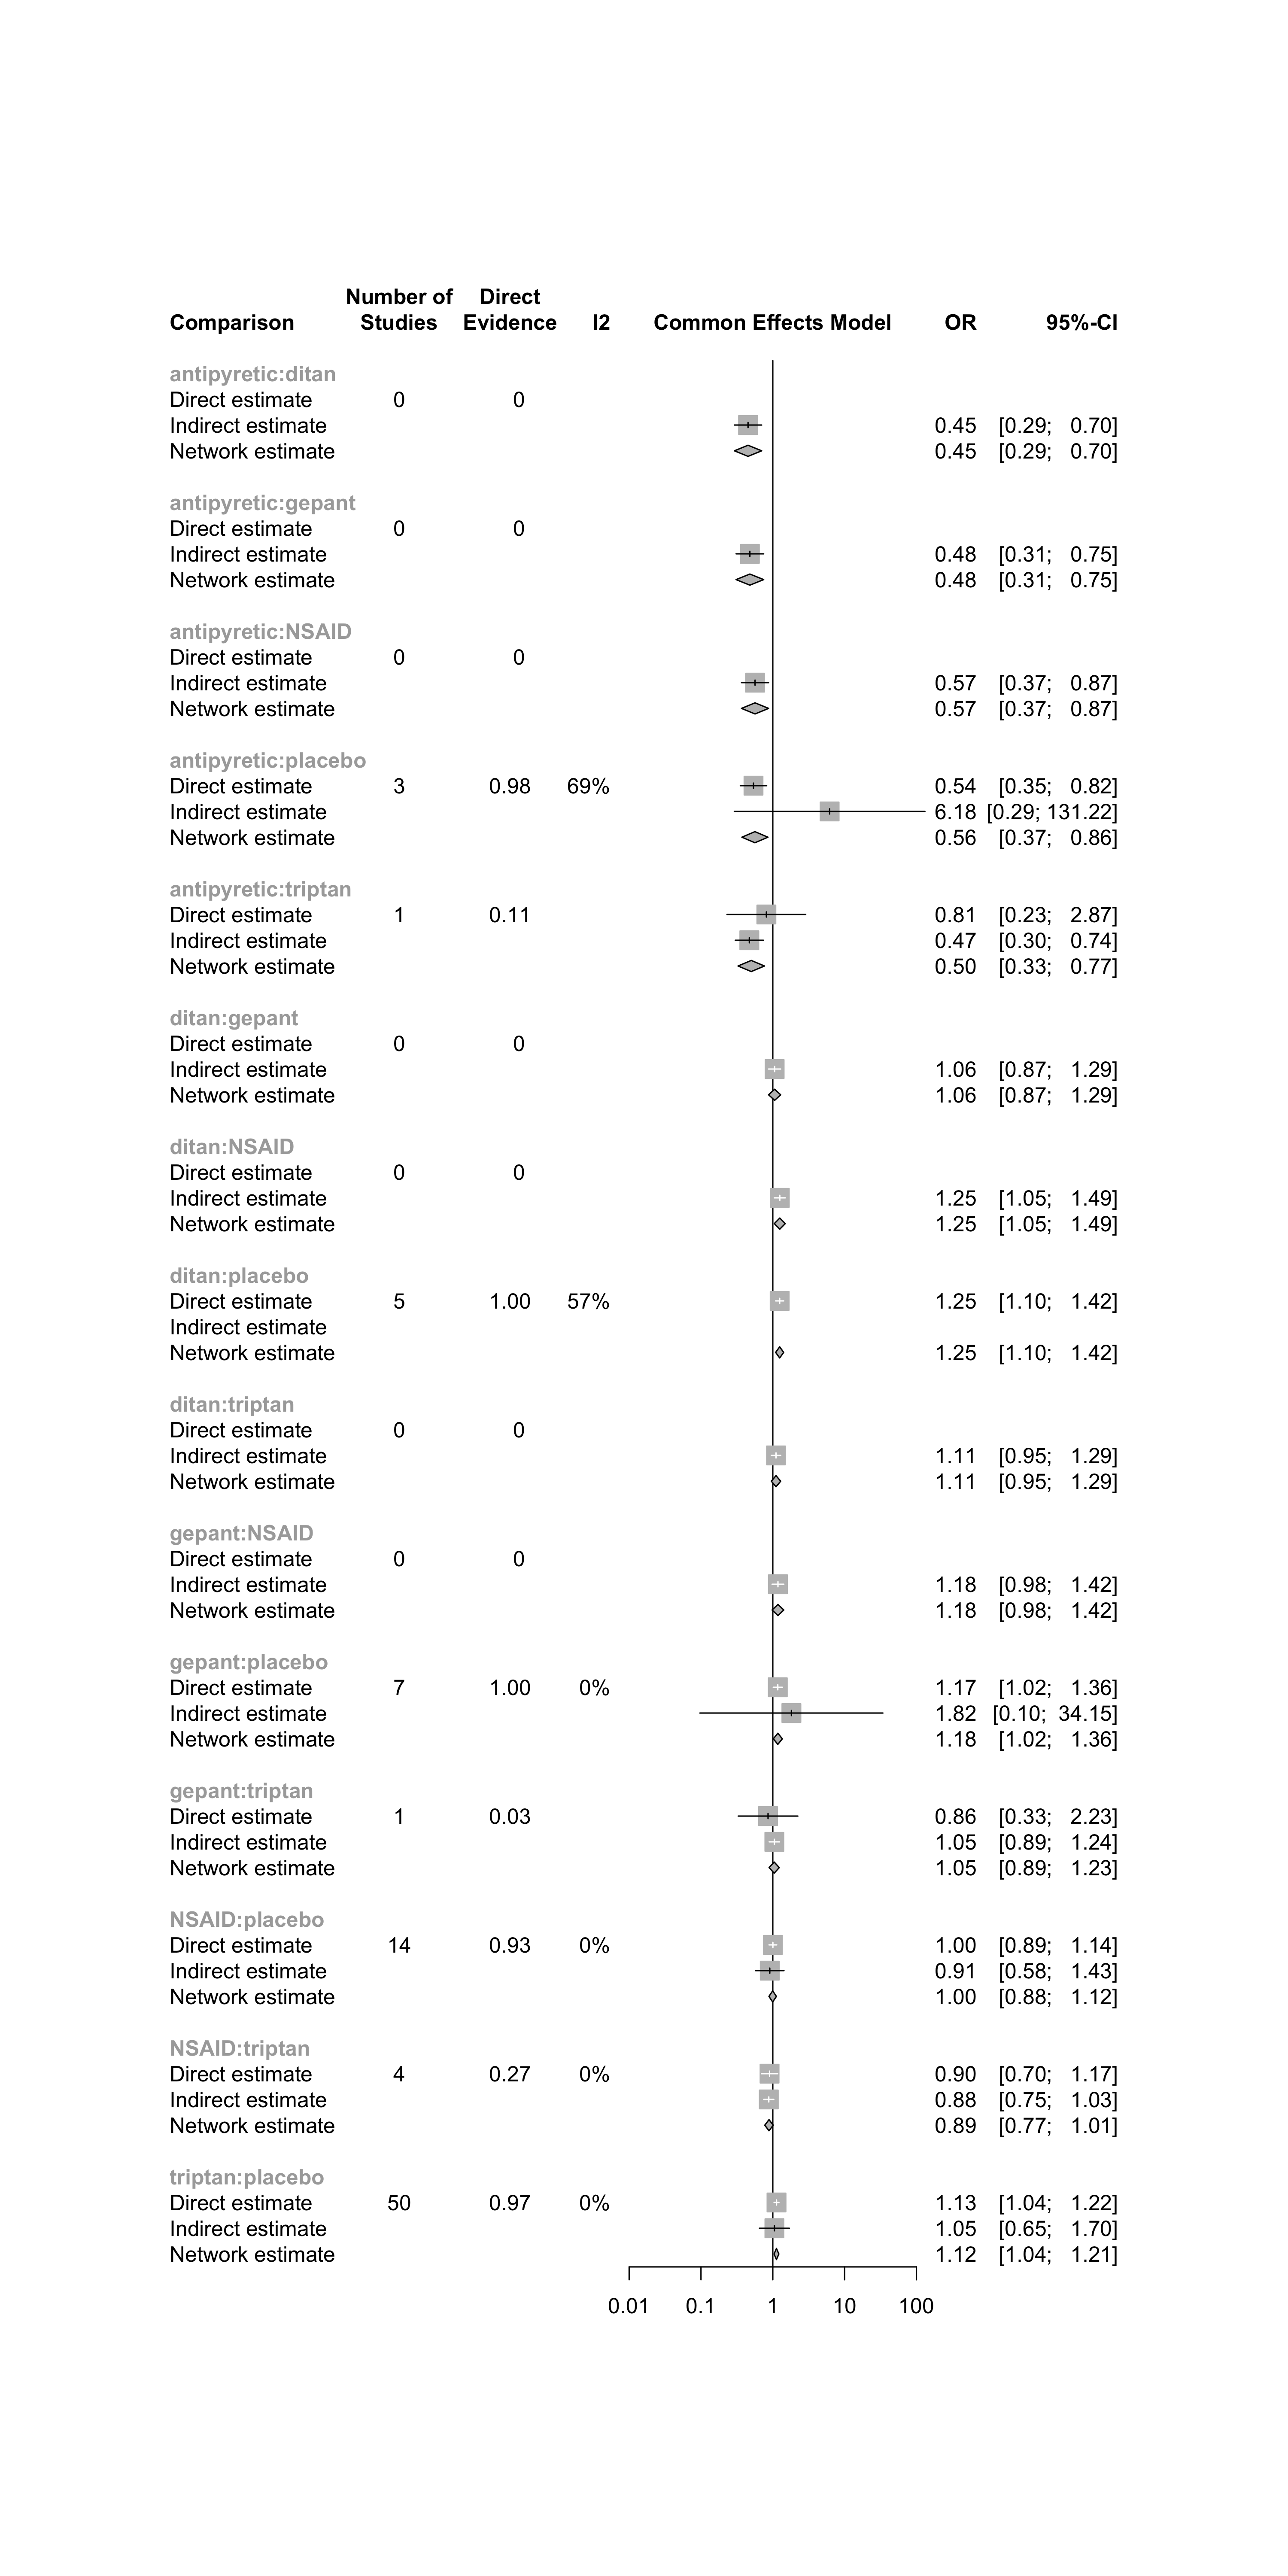 Number of Direct
Comparison Studies Evidence I2 Common Effects Model OR 95%-CI
antipyretic:ditan
Direct estimate 0 0
Indirect estimate 0.45 [0.29; 0.70]
Network estimate 0.45 [0.29; 0.70]
antipyretic:gepant
Direct estimate 0 0
Indirect estimate 0.48 [0.31; 0.75]
Network estimate 0.48 [0.31; 0.75]
antipyretic:NSAID
Direct estimate 0 0
Indirect estimate 0.57 [0.37; 0.87]
Network estimate 0.57 [0.37; 0.87]
antipyretic:placebo
Direct estimate 3 0.98 69% 0.54 [0.35; 0.82]
Indirect estimate 6.18 [0.29; 131.22]
Network estimate 0.56 [0.37; 0.86]
antipyretic:triptan
Direct estimate 1 0.11 0.81 [0.23; 2.87]
Indirect estimate 0.47 [0.30; 0.74]
Network estimate 0.50 [0.33; 0.77]
ditan:gepant
Direct estimate 0 0
Indirect estimate 1.06 [0.87; 1.29]
Network estimate 1.06 [0.87; 1.29]
ditan:NSAID
Direct estimate 0 0
Indirect estimate 1.25 [1.05; 1.49]
Network estimate 1.25 [1.05; 1.49]
ditan:placebo
Direct estimate 5 1.00 57% 1.25 [1.10; 1.42]
Indirect estimate
Network estimate 1.25 [1.10; 1.42]
ditan:triptan
Direct estimate 0 0
Indirect estimate 1.11 [0.95; 1.29]
Network estimate 1.11 [0.95; 1.29]
gepant:NSAID
Direct estimate 0 0
Indirect estimate 1.18 [0.98; 1.42]
Network estimate 1.18 [0.98; 1.42]
gepant:placebo
Direct estimate 7 1.00 0% 1.17 [1.02; 1.36]
Indirect estimate 1.82 [0.10; 34.15]
Network estimate 1.18 [1.02; 1.36]
gepant:triptan
Direct estimate 1 0.03 0.86 [0.33; 2.23]
Indirect estimate 1.05 [0.89; 1.24]
Network estimate 1.05 [0.89; 1.23]
NSAID:placebo
Direct estimate 14 0.93 0% 1.00 [0.89; 1.14]
Indirect estimate 0.91 [0.58; 1.43]
Network estimate 1.00 [0.88; 1.12]
NSAID:triptan
Direct estimate 4 0.27 0% 0.90 [0.70; 1.17]
Indirect estimate 0.88 [0.75; 1.03]
Network estimate 0.89 [0.77; 1.01]
triptan:placebo
Direct estimate 50 0.97 0% 1.13 [1.04; 1.22]
Indirect estimate 1.05 [0.65; 1.70]
Network estimate 1.12 [1.04; 1.21]
0.01 0.1 1 10 100